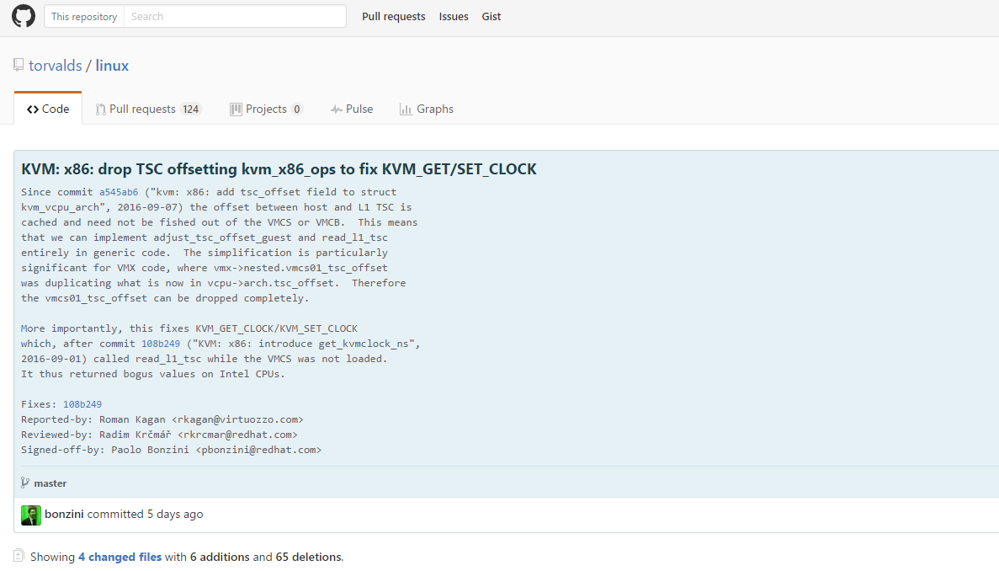 This repository Search Pull requests Issues Gist
torvalds / linux
Code Pull requests 124 Projects 0 Pulse Graphs
KVM: x86: drop TSC offsetting kvm_x86_ops to fix KVM_GET/SET_CLOCK
Since commit a545ab6 ("kvm: x86: add tsc_offset field to struct
kvm_vcpu_arch", 2016-09-07) the offset between host and L1 TSC is
cached and need not be fished out of the VMCS or VMCB.  This means
that we can implement adjust_tsc_offset_guest and read_l1_tsc
entirely in generic code.  The simplification is particularly
significant for VMX code, where vmx->nested.vmcs01_tsc_offset
was duplicating what is now in vcpu->arch.tsc_offset.  Therefore
the vmcs01_tsc_offset can be dropped completely.
More importantly, this fixes KVM_GET_CLOCK/KVM_SET_CLOCK
which, after commit 108b249 ("KVM: x86: introduce get_kvmclock_ns",
2016-09-01) called read_l1_tsc while the VMCS was not loaded.
It thus returned bogus values on Intel CPUs.
Fixes: 108b249
Reported-by: Roman Kagan <rkagan@virtuozzo.com>
Reviewed-by: Radim Krčmář <rkrcmar@redhat.com>
Signed-off-by: Paolo Bonzini <pbonzini@redhat.com>
master
bonzini committed 5 days ago
Showing 4 changed files with 6 additions and 65 deletions.